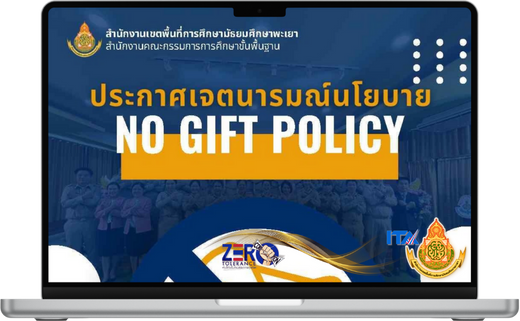 สำนักงานเขตพื้นที่การศึกษามัธยมศึกษาพะเยา
สำนักงานคณะกรรมการการศึกษาขั้นพื้นฐาน
ประกาศเจตนารมณ์นโยบาย
NO GIFT POLICY
ZERO
TOLERANCE
ITA